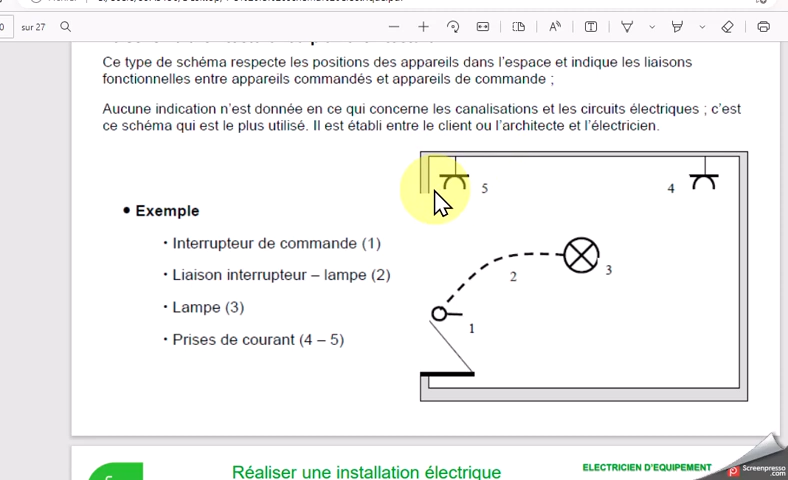 sur 27
Ce type de schéma respecte les positions des appareils dans l'espace et indique les liaisons
fonctionnelles entre appareils commandés et appareils de commande ;
Aucune indication n'est donnée en ce qui concerne les canalisations et les circuits électriques ; c'est
ce schéma qui est le plus utilisé. Il est établi entre le client ou l'architecte et l'électricien.
5
4
• Exemple
· Interrupteur de commande (1)
· Liaison interrupteur – lampe (2)
2
3
· Lampe (3)
1
· Prises de courant (4 – 5)
Réaliser une installation électrique
ELECTRICIEN D'EQUIPEMENT
Screenpresso